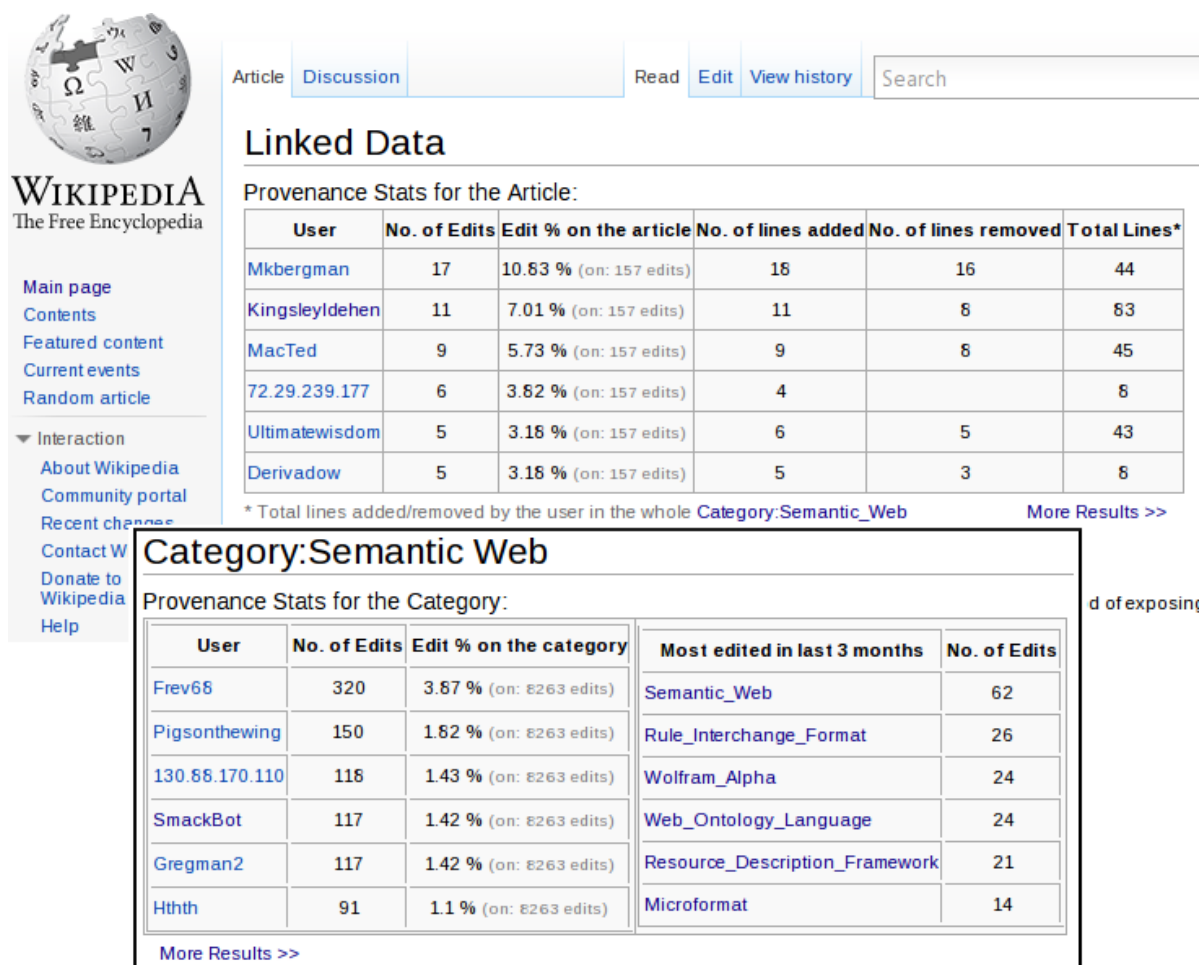 WIKIPEDIA
The Free Encyclopedia
Main page
Contents
Featured content
Current events
Random article
Interaction
About Wikipedia
Community portal
Recent changes
Contact W
Donate to
Wikipedia
Help
Article Discussion Read Edit View history Search
Linked Data
Provenance Stats for the Article:
User No. of Edits Edit % on the article No. of lines added No. of lines removed Total Lines*
Mkbergman 17 10.83 % (on: 157 edits) 18 16 44
KingsleyIdehen 11 7.01 % (on: 157 edits) 11 8 83
MacTed 9 5.73 % (on: 157 edits) 9 8 45
72.29.239.177 6 3.82 % (on: 157 edits) 4 8
Ultimatewisdom 5 3.18 % (on: 157 edits) 6 5 43
Derivadow 5 3.18 % (on: 157 edits) 5 3 8
* Total lines added/removed by the user in the whole Category:Semantic_Web More Results >>
d of exposing
Category:Semantic Web
Provenance Stats for the Category:
User No. of Edits Edit % on the category
Frev68 320 3.87 % (on: 8263 edits)
Pigsonthewing 150 1.82 % (on: 8263 edits)
130.88.170.110 118 1.43 % (on: 8263 edits)
SmackBot 117 1.42 % (on: 8263 edits)
Gregman2 117 1.42 % (on: 8263 edits)
Hthth 91 1.1 % (on: 8263 edits)
More Results >>
Most edited in last 3 months No. of Edits
Semantic_Web 62
Rule_Interchange_Format 26
Wolfram_Alpha 24
Web_Ontology_Language 24
Resource_Description_Framework 21
Microformat 14